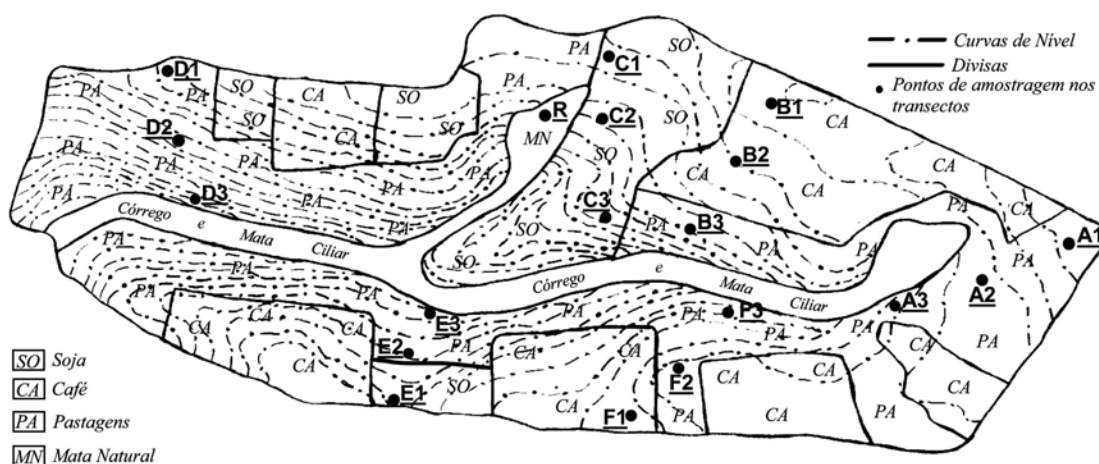 Curvas de Nível
Divisas
Pontos de amostragem nos
transectos
D1
PA
SO
CA
SO
PA
PA
SO
C1
PA
PA
SO
SO
R
MN
C2
SO
B1
CA
D2
PA
CA
PA
PA
SO
B2
CA
CA
PA
PA
PA
D3
PA
PA
C3
SO
PA
B3
PA
PA
CA
PA
A1
Córrego
e
Mata
Ciliar
PA
SO
SO
PA
A2
PA
PA
PA
Córrego
e
Mata
Ciliar
A3
PA
PA
E3
PA
PA
F3
PA
PA
PA
CA
CA
CA
E2
PA
CA
CA
CA
PA
CA
E1
SO
CA
CA
F2
PA
CA
CA
CA
PA
CA
F1
SO Soja
CA Café
PA Pastagens
MN Mata Natural